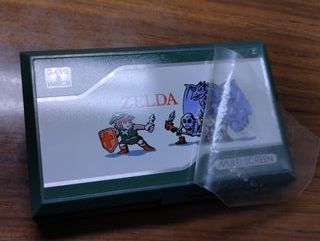 GAME &
WATCH
ZELDA
MULTI SCREEN